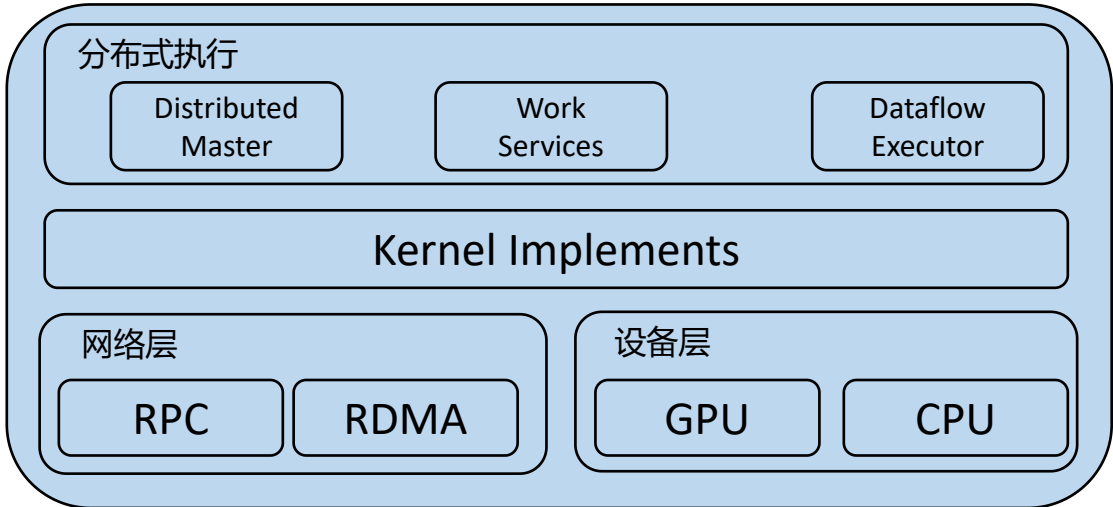 分布式执行
Distributed
Master
Work
Services
Dataflow
Executor
Kernel Implements
网络层
RPC
RDMA
设备层
GPU
CPU